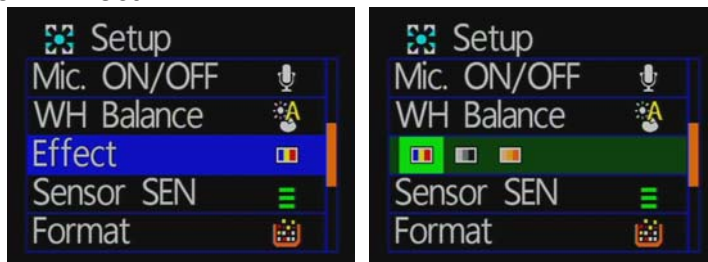 Setup
Mic. ON/OFF
WH Balance
Effect
Sensor SEN
Format
Setup
Mic. ON/OFF
WH Balance
Sensor SEN
Format